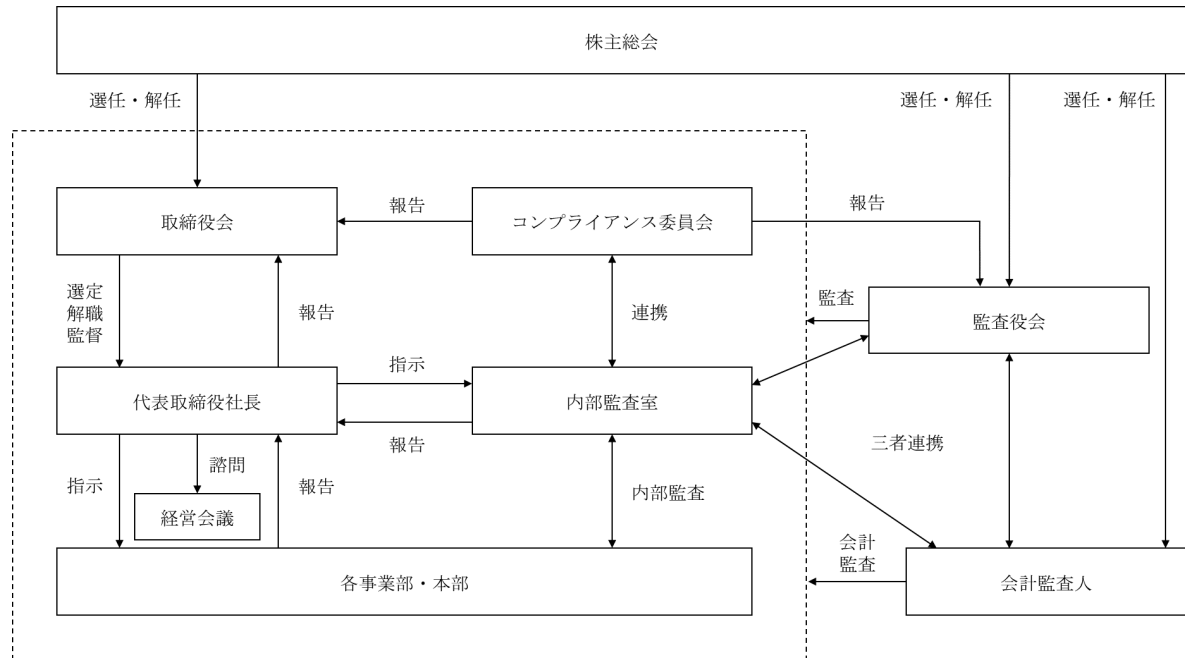 株主総会
選任・解任
選任・解任
選任・解任
取締役会
報告
コンプライアンス委員会
報告
選定
解職
監督
報告
連携
監査
監査役会
指示
代表取締役社長
内部監査室
報告
三者連携
指示
諮問
報告
内部監査
経営会議
会計
監査
各事業部・本部
会計監査人